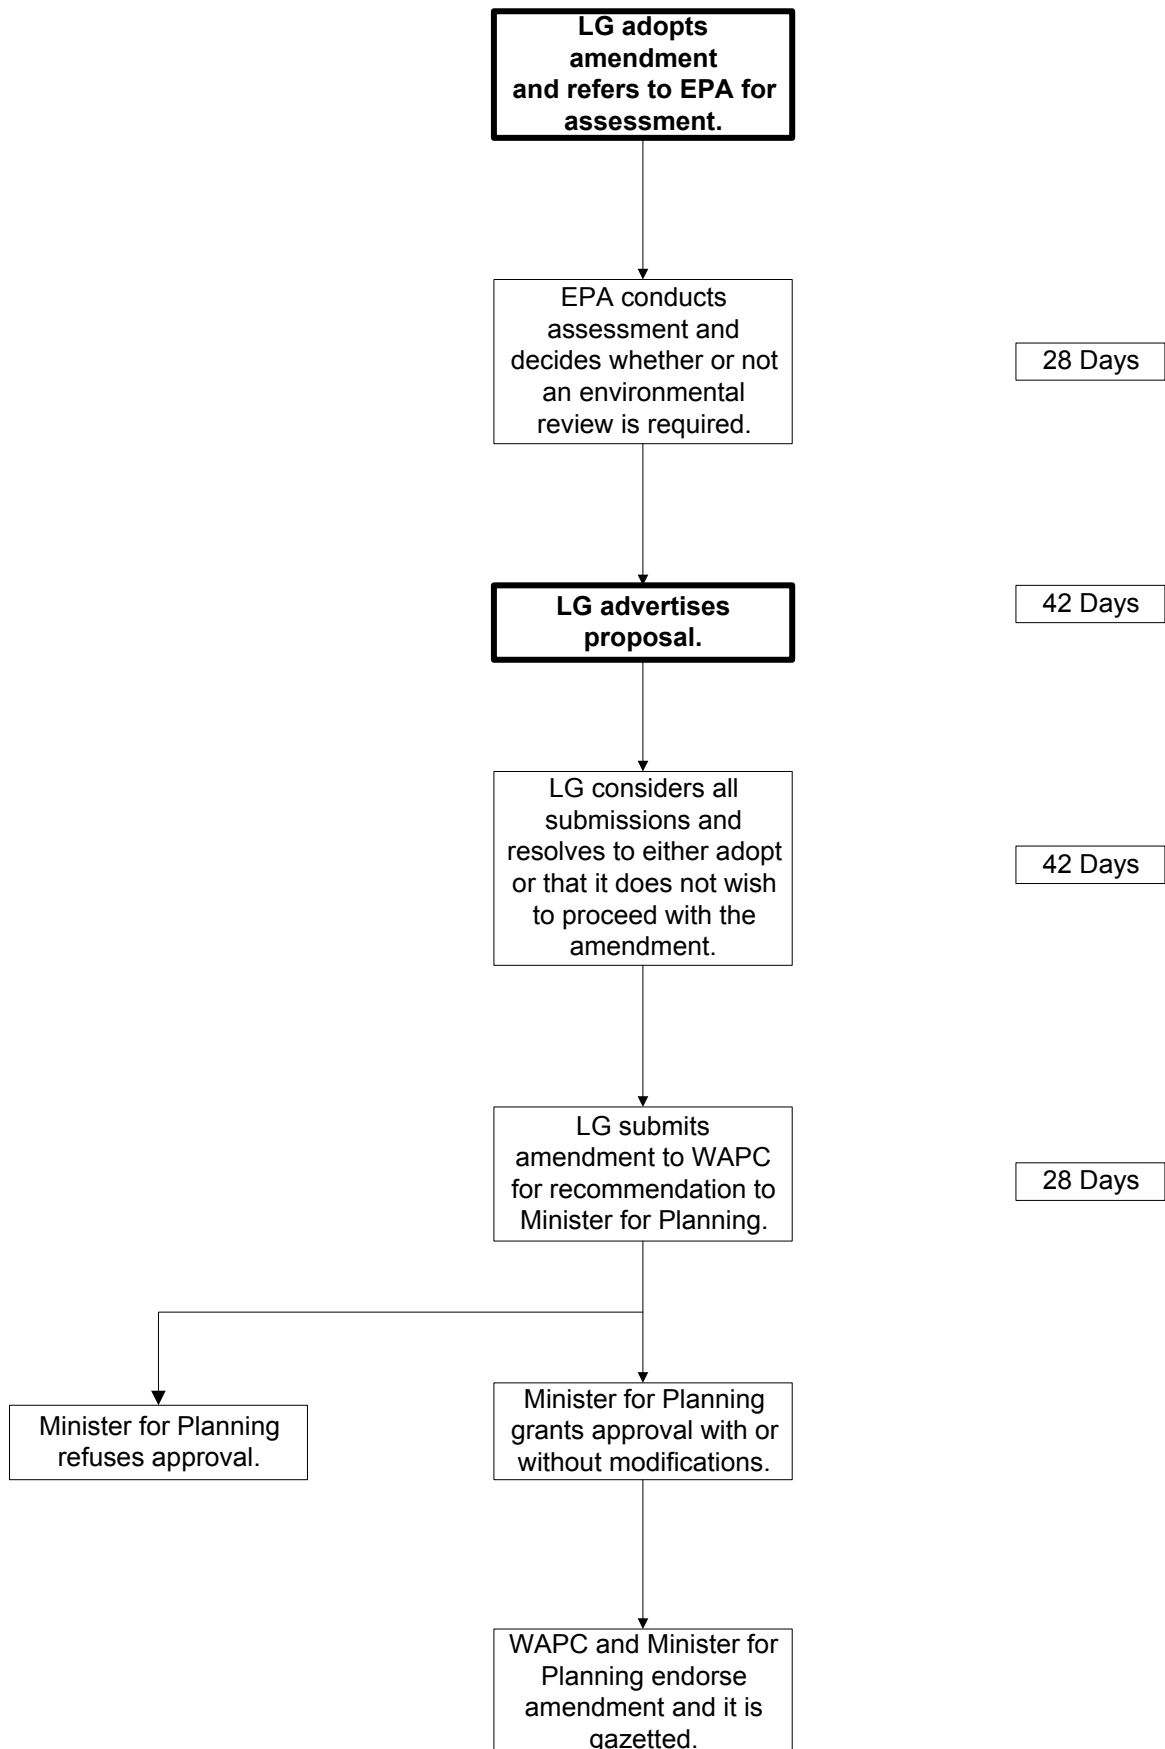 LG adopts
amendment
and refers to EPA for
assessment.
EPA conducts
assessment and
decides whether or not
an environmental
review is required.
28 Days
LG advertises
proposal.
42 Days
LG considers all
submissions and
resolves to either adopt
or that it does not wish
to proceed with the
amendment.
42 Days
LG submits
amendment to WAPC
for recommendation to
Minister for Planning.
28 Days
Minister for Planning
refuses approval.
Minister for Planning
grants approval with or
without modifications.
WAPC and Minister for
Planning endorse
amendment and it is
gazetted.